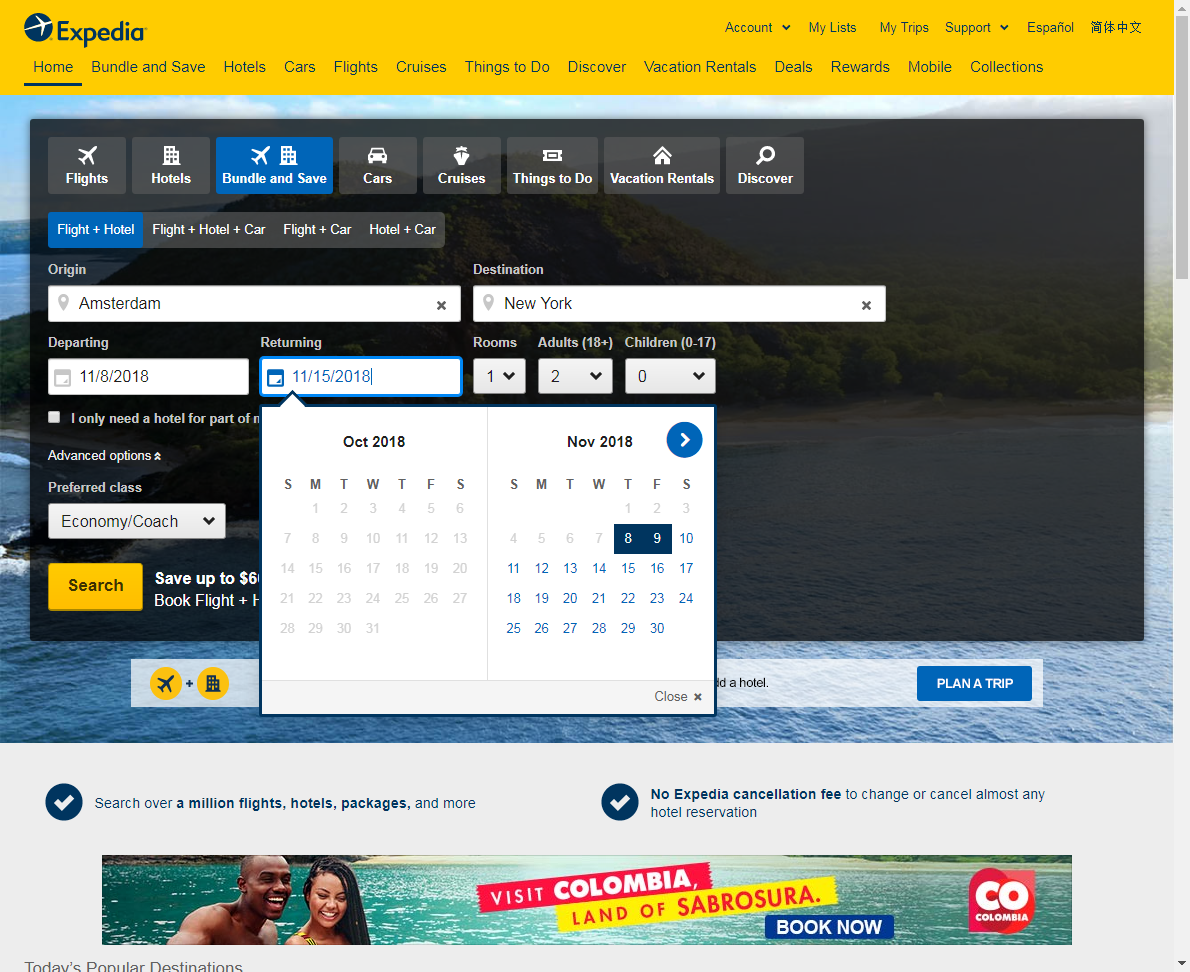 Expedia
Account My Lists My Trips Support Español 简体中文
Home Bundle and Save Hotels Cars Flights Cruises Things to Do Discover Vacation Rentals Deals Rewards Mobile Collections
Flights Hotels Bundle and Save Cars Cruises Things to Do Vacation Rentals Discover
Flight + Hotel Flight + Hotel + Car Flight + Car Hotel + Car
Origin Destination
Amsterdam New York
Departing Returning Rooms Adults (18+) Children (0-17)
11/8/2018 11/15/2018 1 2 0
I only need a hotel for part of
Advanced options
Preferred class
Economy/Coach
Search
Save up to $6
Book Flight + H
Oct 2018
S M T W T F S
1 2 3 4 5 6
7 8 9 10 11 12 13
14 15 16 17 18 19 20
21 22 23 24 25 26 27
28 29 30 31
Nov 2018
S M T W T F S
1 2 3
4 5 6 7 8 9 10
11 12 13 14 15 16 17
18 19 20 21 22 23 24
25 26 27 28 29 30
Close
+ a hotel. PLAN A TRIP
Search over a million flights, hotels, packages, and more
No Expedia cancellation fee to change or cancel almost any
hotel reservation
VISIT COLOMBIA,
LAND OF SABROSURA.
BOOK NOW
CO
COLOMBIA
Today's Popular Destinations